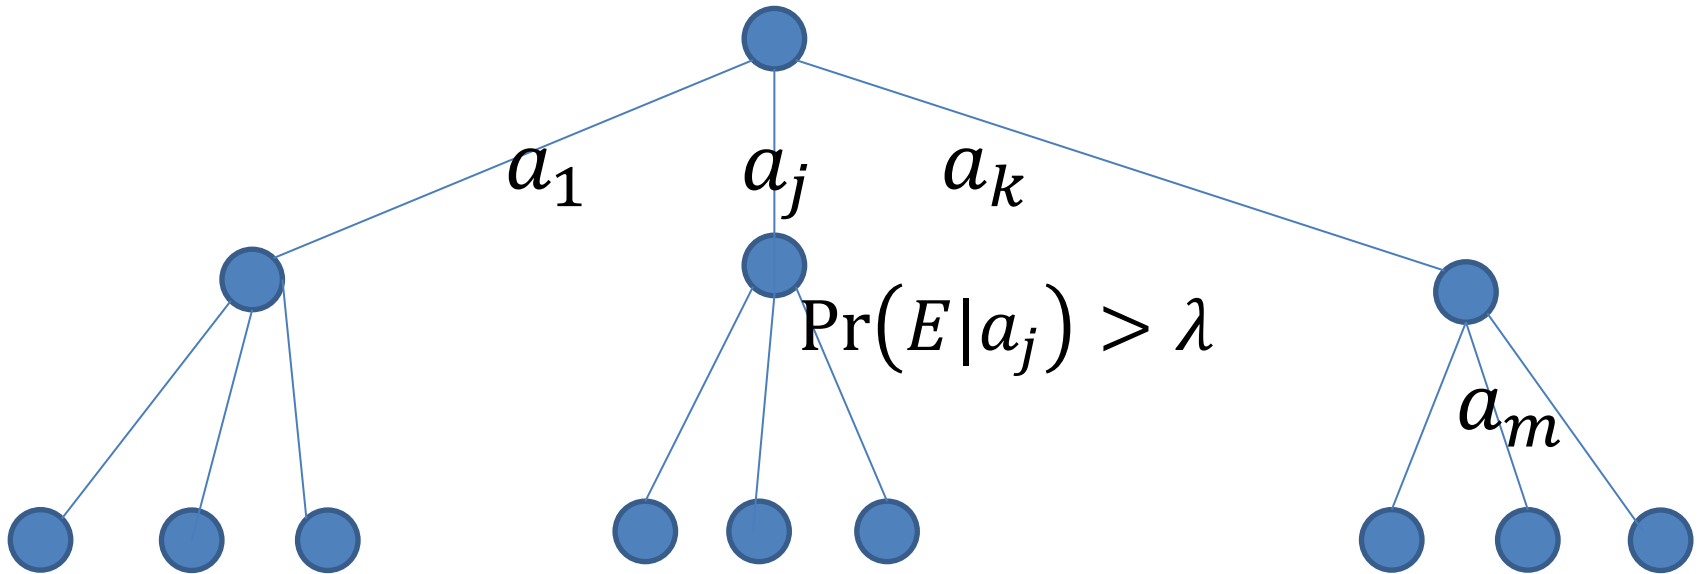 a₁
aⱼ
aₖ
Pr(E|aⱼ) > λ
aₘ